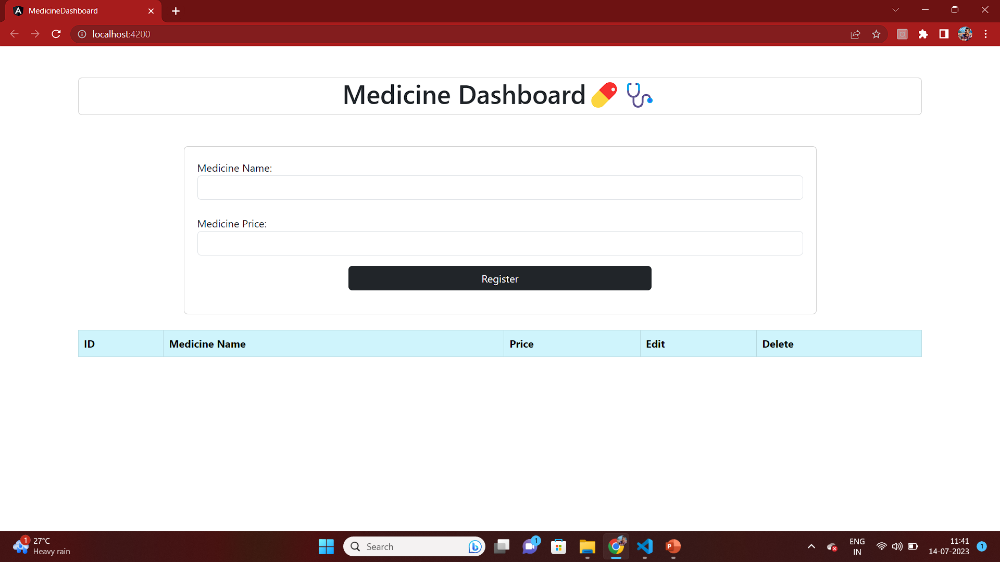 MedicineDashboard
localhost:4200
Medicine Dashboard
Medicine Name:
Medicine Price:
Register
ID Medicine Name Price Edit Delete
1 27°C
Heavy rain
Search
1
P
ENG
IN
11:41
14-07-2023
1